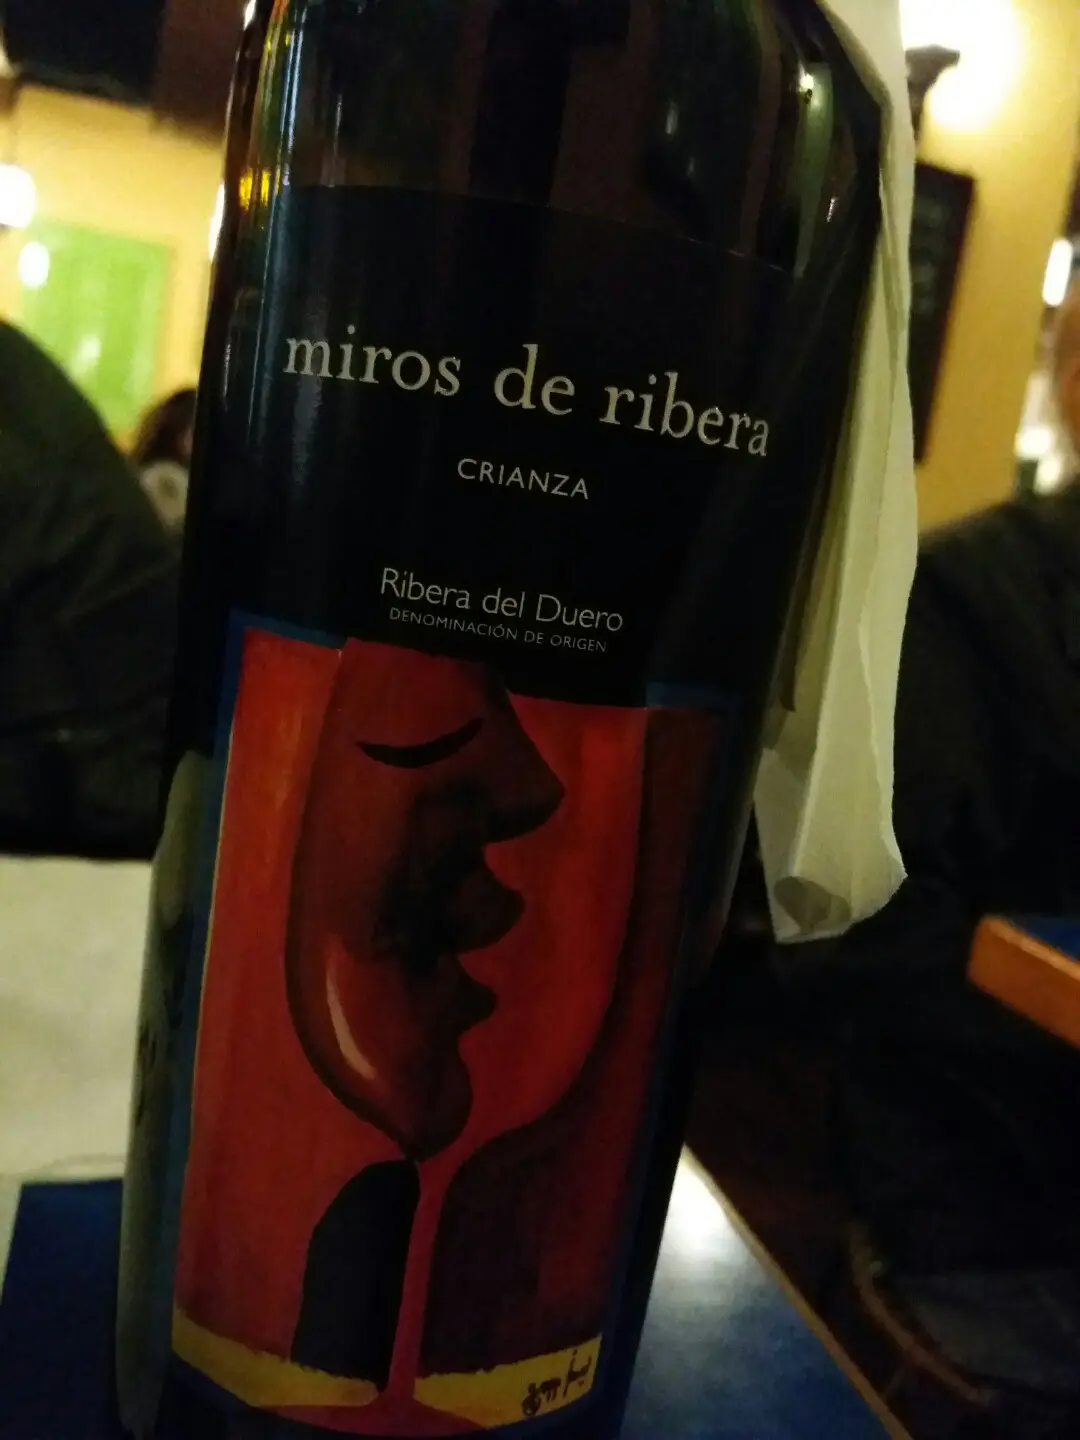 miros de ribera
CRIANZA
Ribera del Duero
DENOMINACIÓN DE ORIGEN